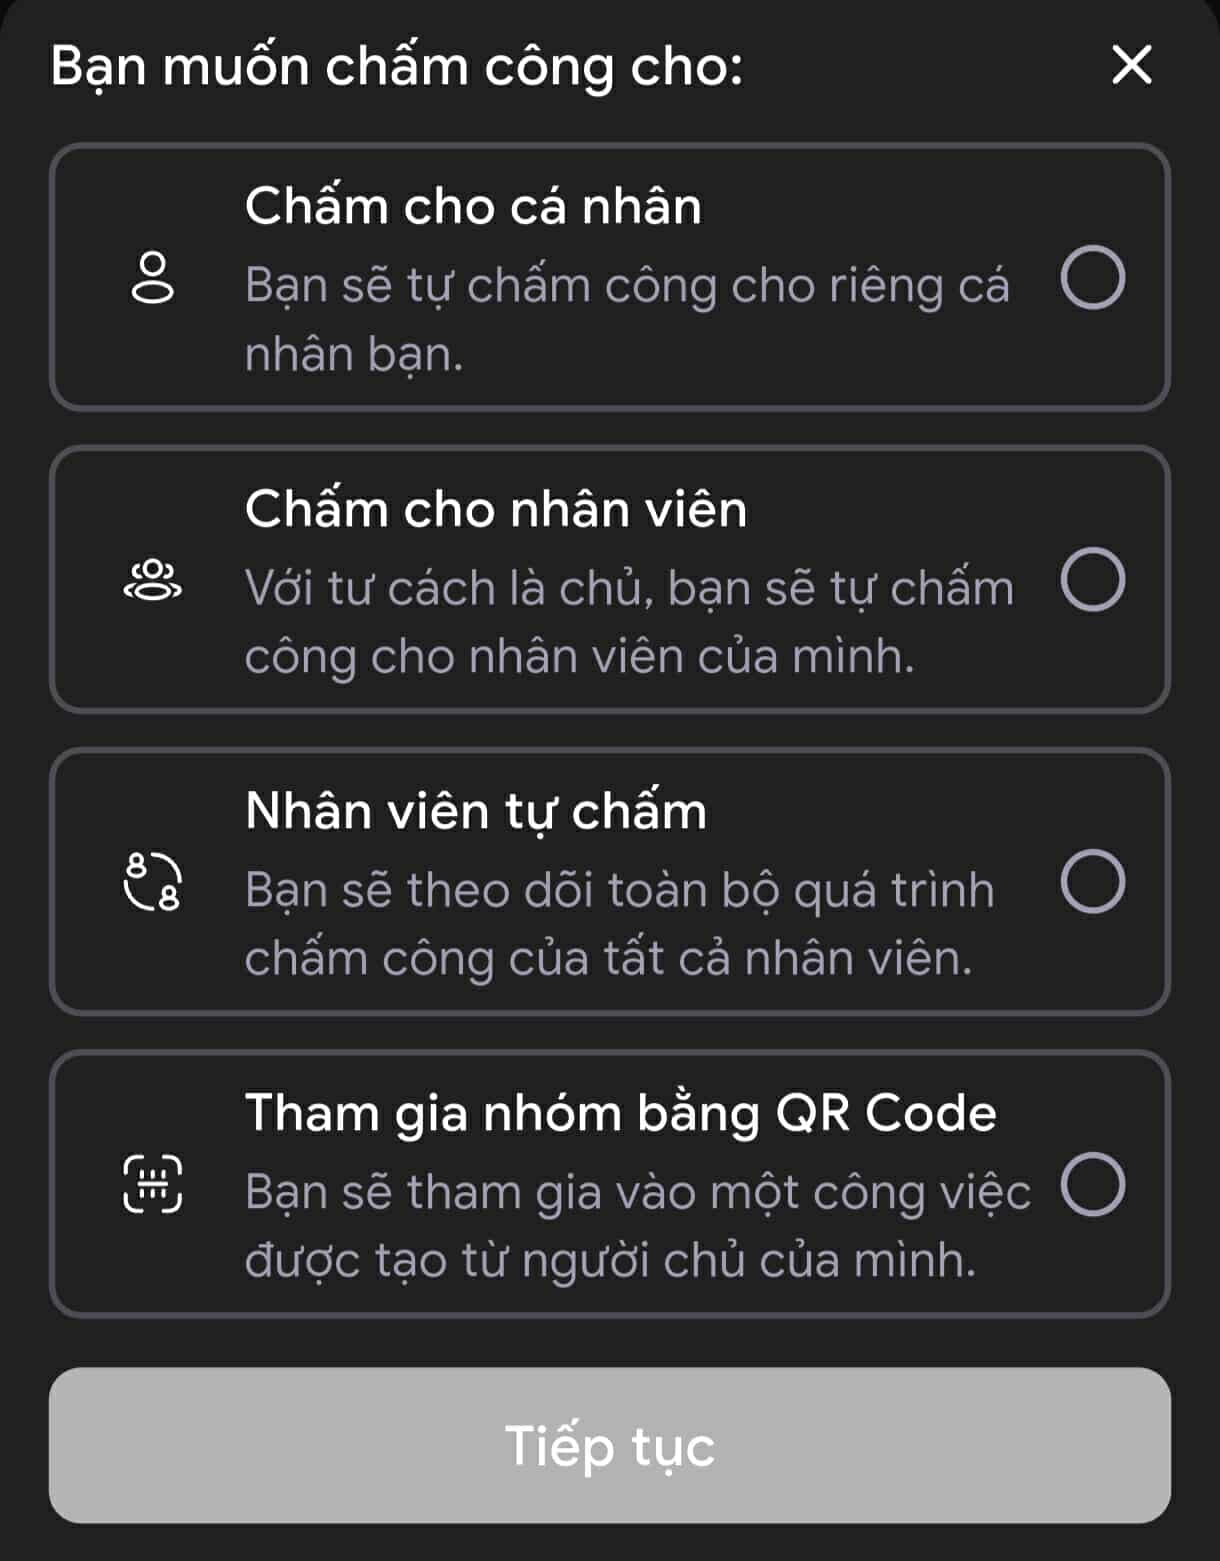 Bạn muốn chấm công cho:
Chấm cho cá nhân
Bạn sẽ tự chấm công cho riêng cá
nhân bạn.
Chấm cho nhân viên
Với tư cách là chủ, bạn sẽ tự chấm
công cho nhân viên của mình.
Nhân viên tự chấm
Bạn sẽ theo dõi toàn bộ quá trình
chấm công của tất cả nhân viên.
Tham gia nhóm bằng QR Code
Bạn sẽ tham gia vào một công việc
được tạo từ người chủ của mình.
Tiếp tục